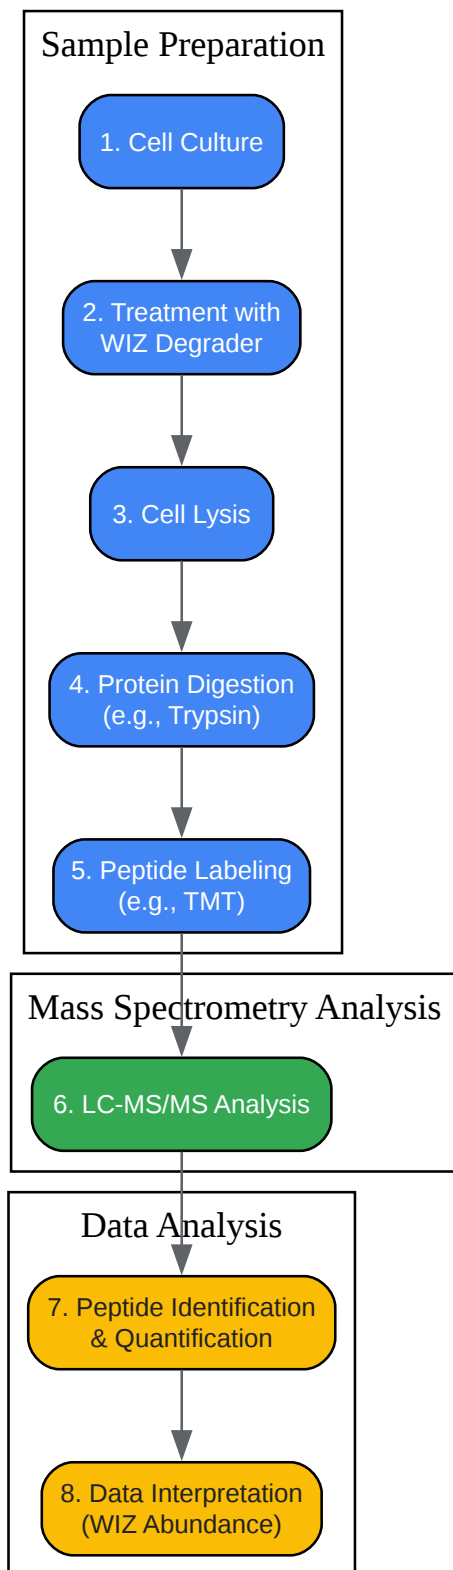 Sample Preparation
1. Cell Culture
2. Treatment with
WIZ Degrader
3. Cell Lysis
4. Protein Digestion
(e.g., Trypsin)
5. Peptide Labeling
(e.g., TMT)
Mass Spectrometry Analysis
6. LC-MS/MS Analysis
Data Analysis
7. Peptide Identification
& Quantification
8. Data Interpretation
(WIZ Abundance)